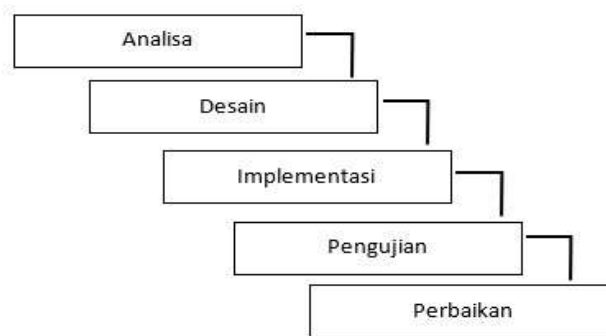 Analisa
Desain
Implementasi
Pengujian
Perbaikan